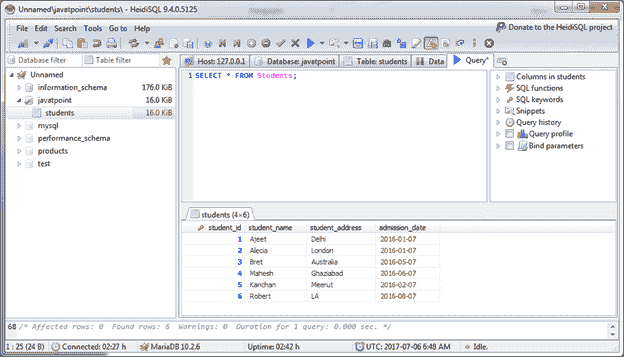 Unnamed\javatpoint\students\ - HeidiSQL 9.4.0.5125
File Edit Search Tools Go to Help
Donate to the HeidiSQL project
Database filter Table filter
Host: 127.0.0.1 Database: javatpoint Table: students Data Query*
Unnamed
information_schema 176.0 KiB
javatpoint 16.0 KiB
students 16.0 KiB
mysql
performance_schema
products
test
1 SELECT * FROM Students;
Columns in students
SQL functions
SQL keywords
Snippets
Query history
Query profile
Bind parameters
students (4×6)
student_id student_name student_address admission_date
1 Ajeet Delhi 2016-01-07
2 Alecia London 2016-01-07
3 Bret Australia 2016-05-07
4 Mahesh Ghaziabad 2016-06-07
5 Kanchan Meerut 2016-02-07
6 Robert LA 2016-08-07
68 /* Affected rows: 0 Found rows: 6 Warnings: 0 Duration for 1 query: 0.000 sec. */
1 : 25 (24 B) Connected: 02:27 h MariaDB 10.2.6 Uptime: 02:42 h UTC: 2017-07-06 6:48 AM Idle.